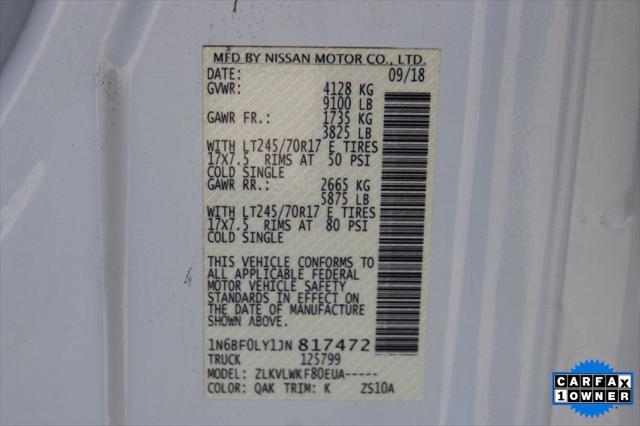 MFD BY NISSAN MOTOR CO., LTD.
DATE: 09/18
GVWR: 4128 KG
9100 LB
GAWR FR.: 1735 KG
3825 LB
WITH LT245/70R17 E TIRES
17X7.5 RIMS AT 50 PSI
COLD SINGLE
GAWR RR.: 2665 KG
5875 LB
WITH LT245/70R17 E TIRES
17X7.5 RIMS AT 80 PSI
COLD SINGLE
THIS VEHICLE CONFORMS TO
ALL APPLICABLE FEDERAL
MOTOR VEHICLE SAFETY
STANDARDS IN EFFECT ON
THE DATE OF MANUFACTURE
SHOWN ABOVE
1N6BF0LY1JN 817472
TRUCK 125799
MODEL: ZLKVLWKF80EUA-----
COLOR: QAK TRIM: K ZS10A
CARFAX
1 OWNER